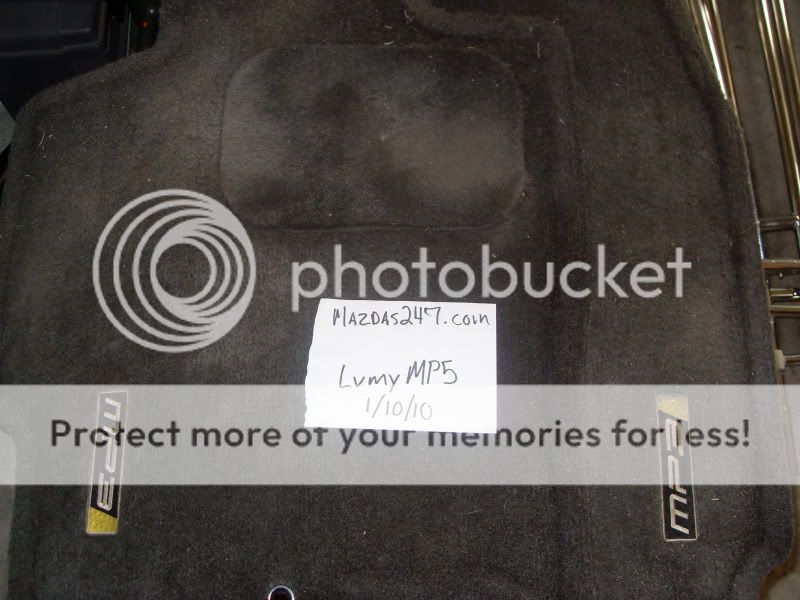 photobucket
Mazdas247.com
LvmyMP5
1/10/10
Protect more of your memories for less!
MP3
MP3